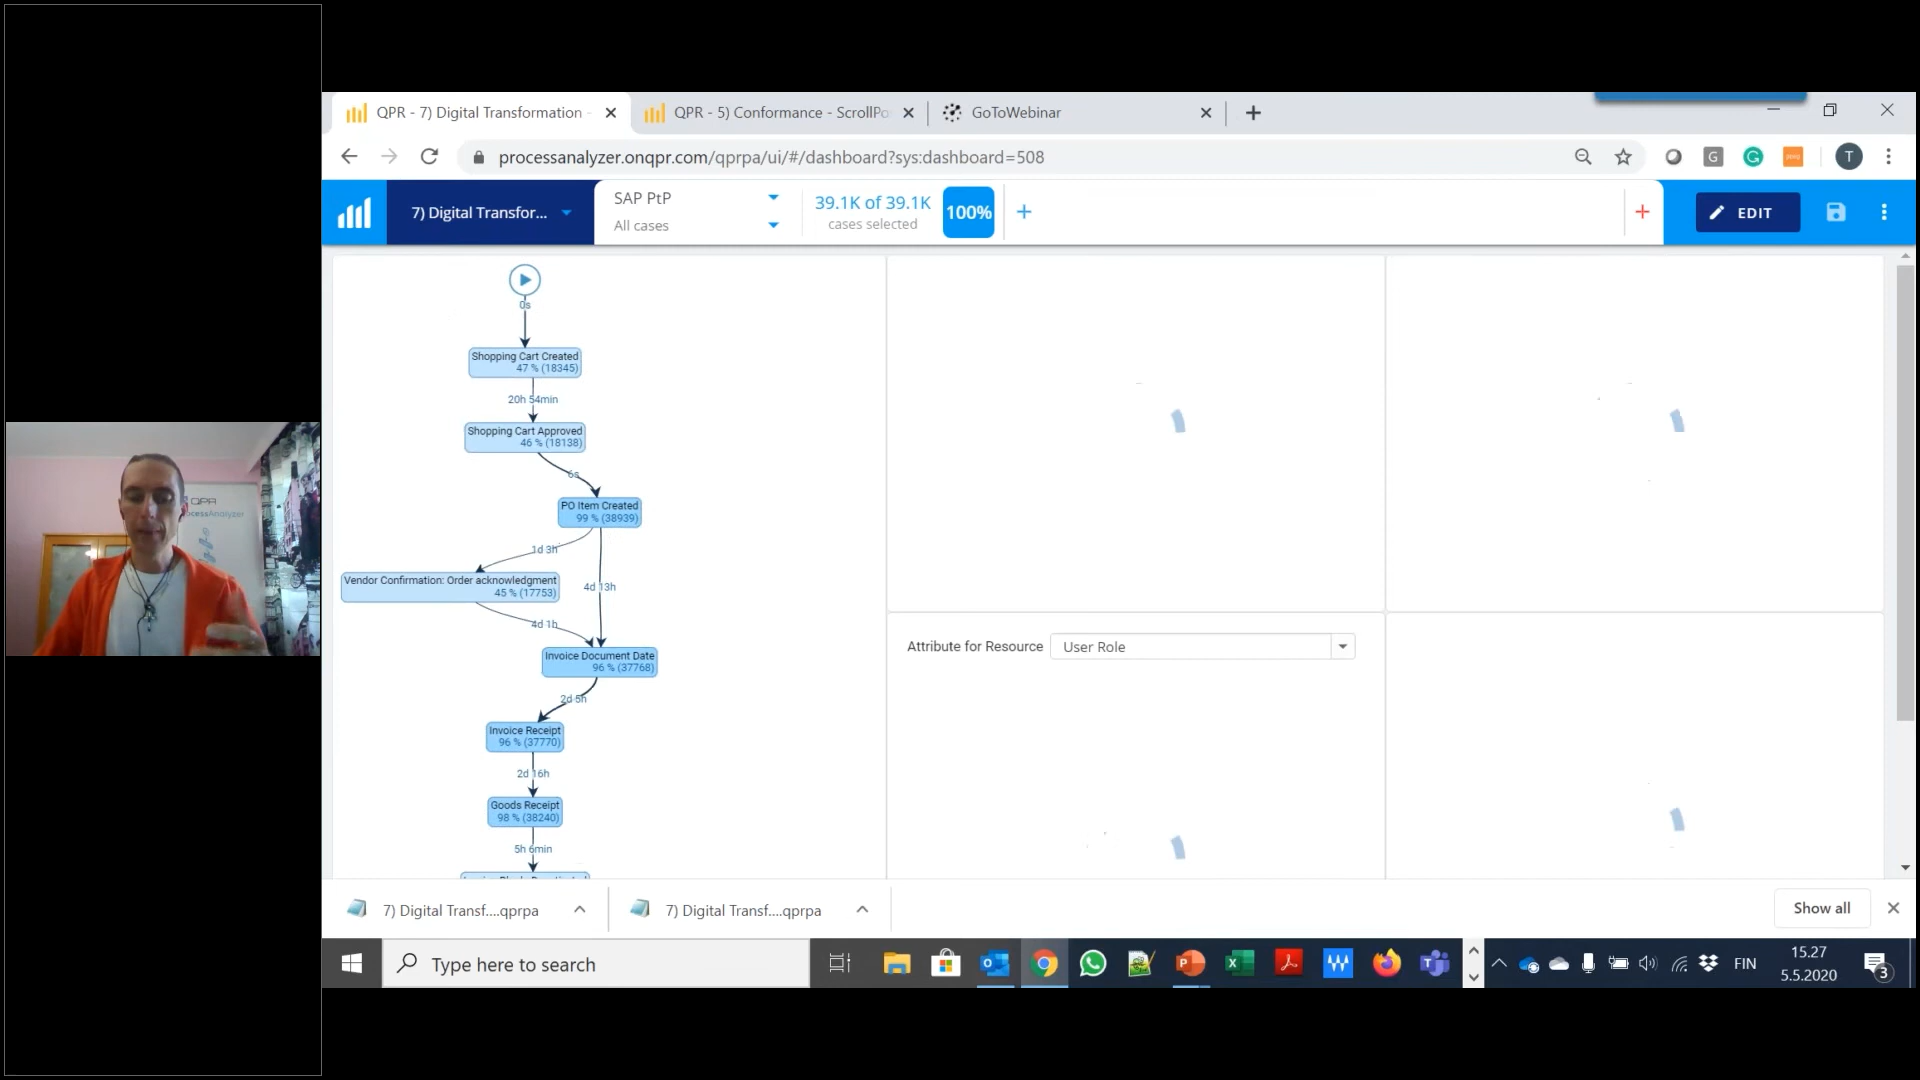 QPR - 7) Digital Transformation -
QPR - 5) Conformance - ScrollPo
GoToWebinar
processanalyzer.onqpr.com/qprpa/ui/#/dashboard?sys:dashboard=508
G
G
T
7) Digital Transfor...
SAP PtP
All cases
39.1K of 39.1K
cases selected
100%
EDIT
0s
Shopping Cart Created
47 % (18345)
20h 54min
Shopping Cart Approved
46 % (18138)
6s
PO Item Created
99 % (38939)
1d 3h
Vendor Confirmation: Order acknowledgment
45 % (17753)
4d 13h
4d 1h
Invoice Document Date
96 % (37768)
2d 5h
Invoice Receipt
96 % (37770)
2d 16h
Goods Receipt
98 % (38240)
5h 6min
Attribute for Resource
User Role
QPR
ocessAnalyzer
7) Digital Transf....qprpa
7) Digital Transf....qprpa
Show all
Type here to search
FIN
15.27
5.5.2020
3